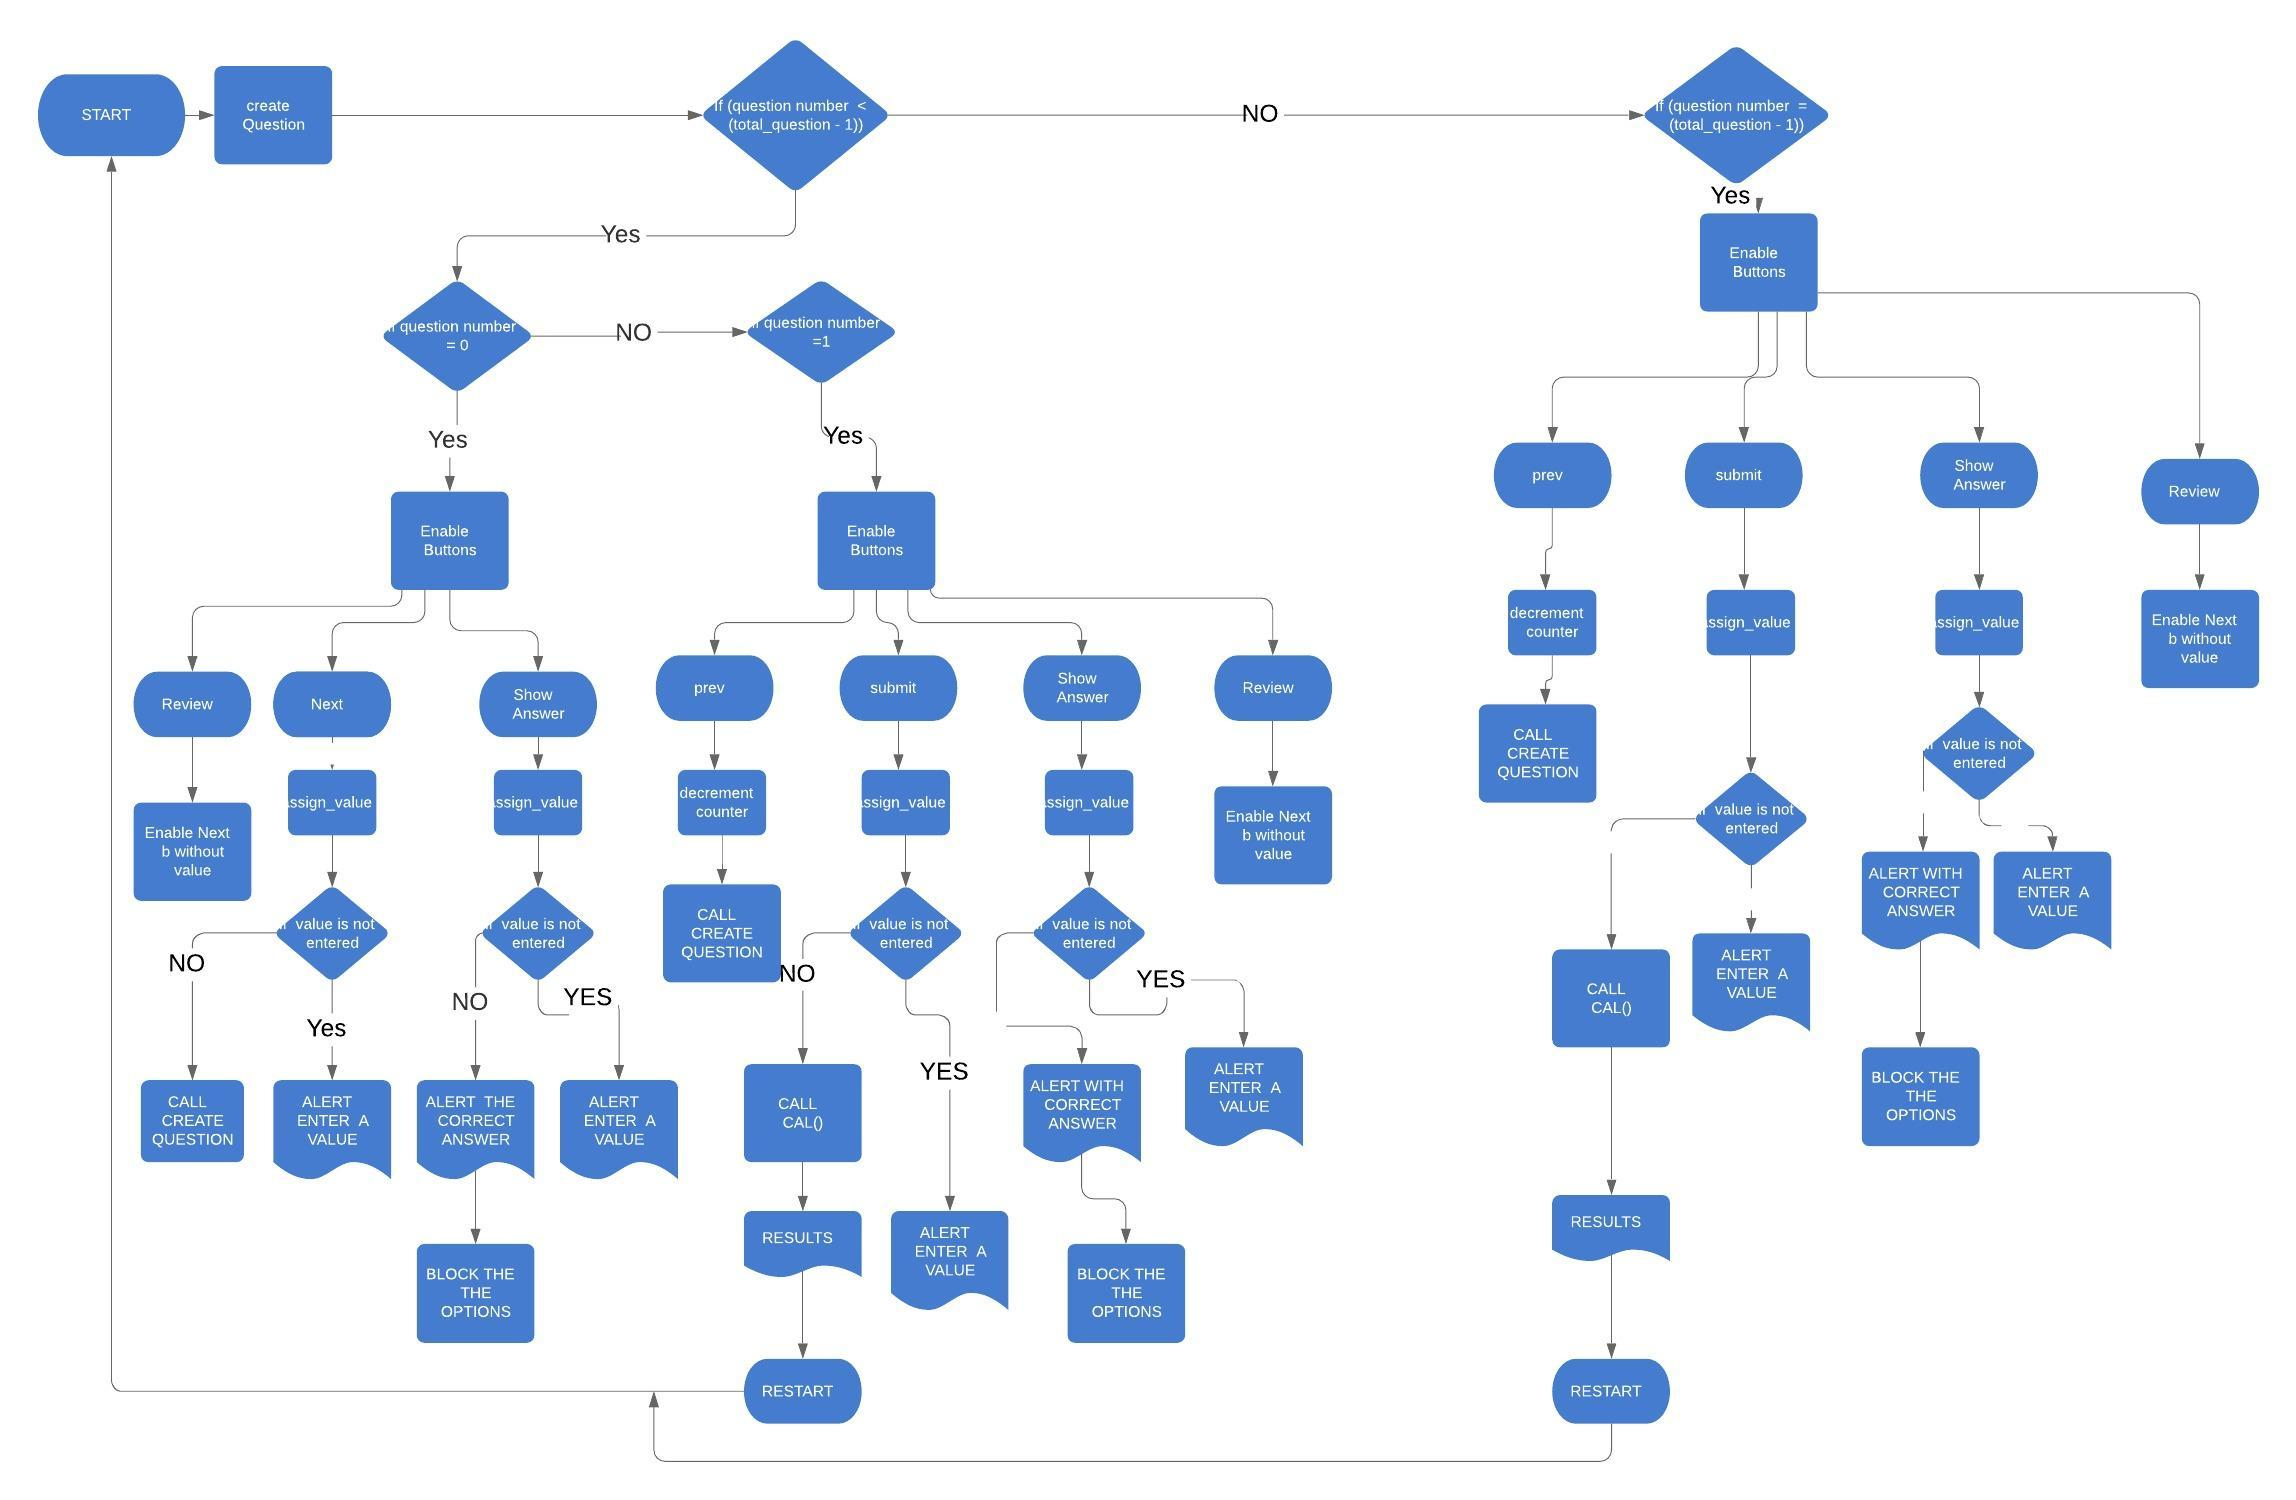 START
create
Question
If (question number  <
(total_question - 1))
NO
If (question number  =
(total_question - 1))
Yes
Yes
Enable
Buttons
If question number
= 0
NO
If question number
=1
Yes
Yes
prev
submit
Show
Answer
Review
Enable
Buttons
Enable
Buttons
decrement
counter
Assign_value
Assign_value
Enable Next
b without
value
Review
Next
Show
Answer
prev
submit
Show
Answer
Review
CALL
CREATE
QUESTION
If  value is not
entered
If  value is not
entered
Assign_value
Assign_value
decrement
counter
Assign_value
Assign_value
Enable Next
b without
value
Enable Next
b without
value
ALERT WITH
CORRECT
ANSWER
ALERT
ENTER  A
VALUE
If  value is not
entered
If  value is not
entered
CALL
CREATE
QUESTION
If  value is not
entered
If  value is not
entered
NO
NO
YES
NO
YES
Yes
YES
CALL
CAL()
ALERT
ENTER  A
VALUE
CALL
CREATE
QUESTION
ALERT
ENTER  A
VALUE
ALERT  THE
CORRECT
ANSWER
ALERT
ENTER  A
VALUE
CALL
CAL()
ALERT WITH
CORRECT
ANSWER
ALERT
ENTER  A
VALUE
BLOCK THE
THE
OPTIONS
BLOCK THE
THE
OPTIONS
RESULTS
ALERT
ENTER  A
VALUE
BLOCK THE
THE
OPTIONS
RESULTS
RESTART
RESTART